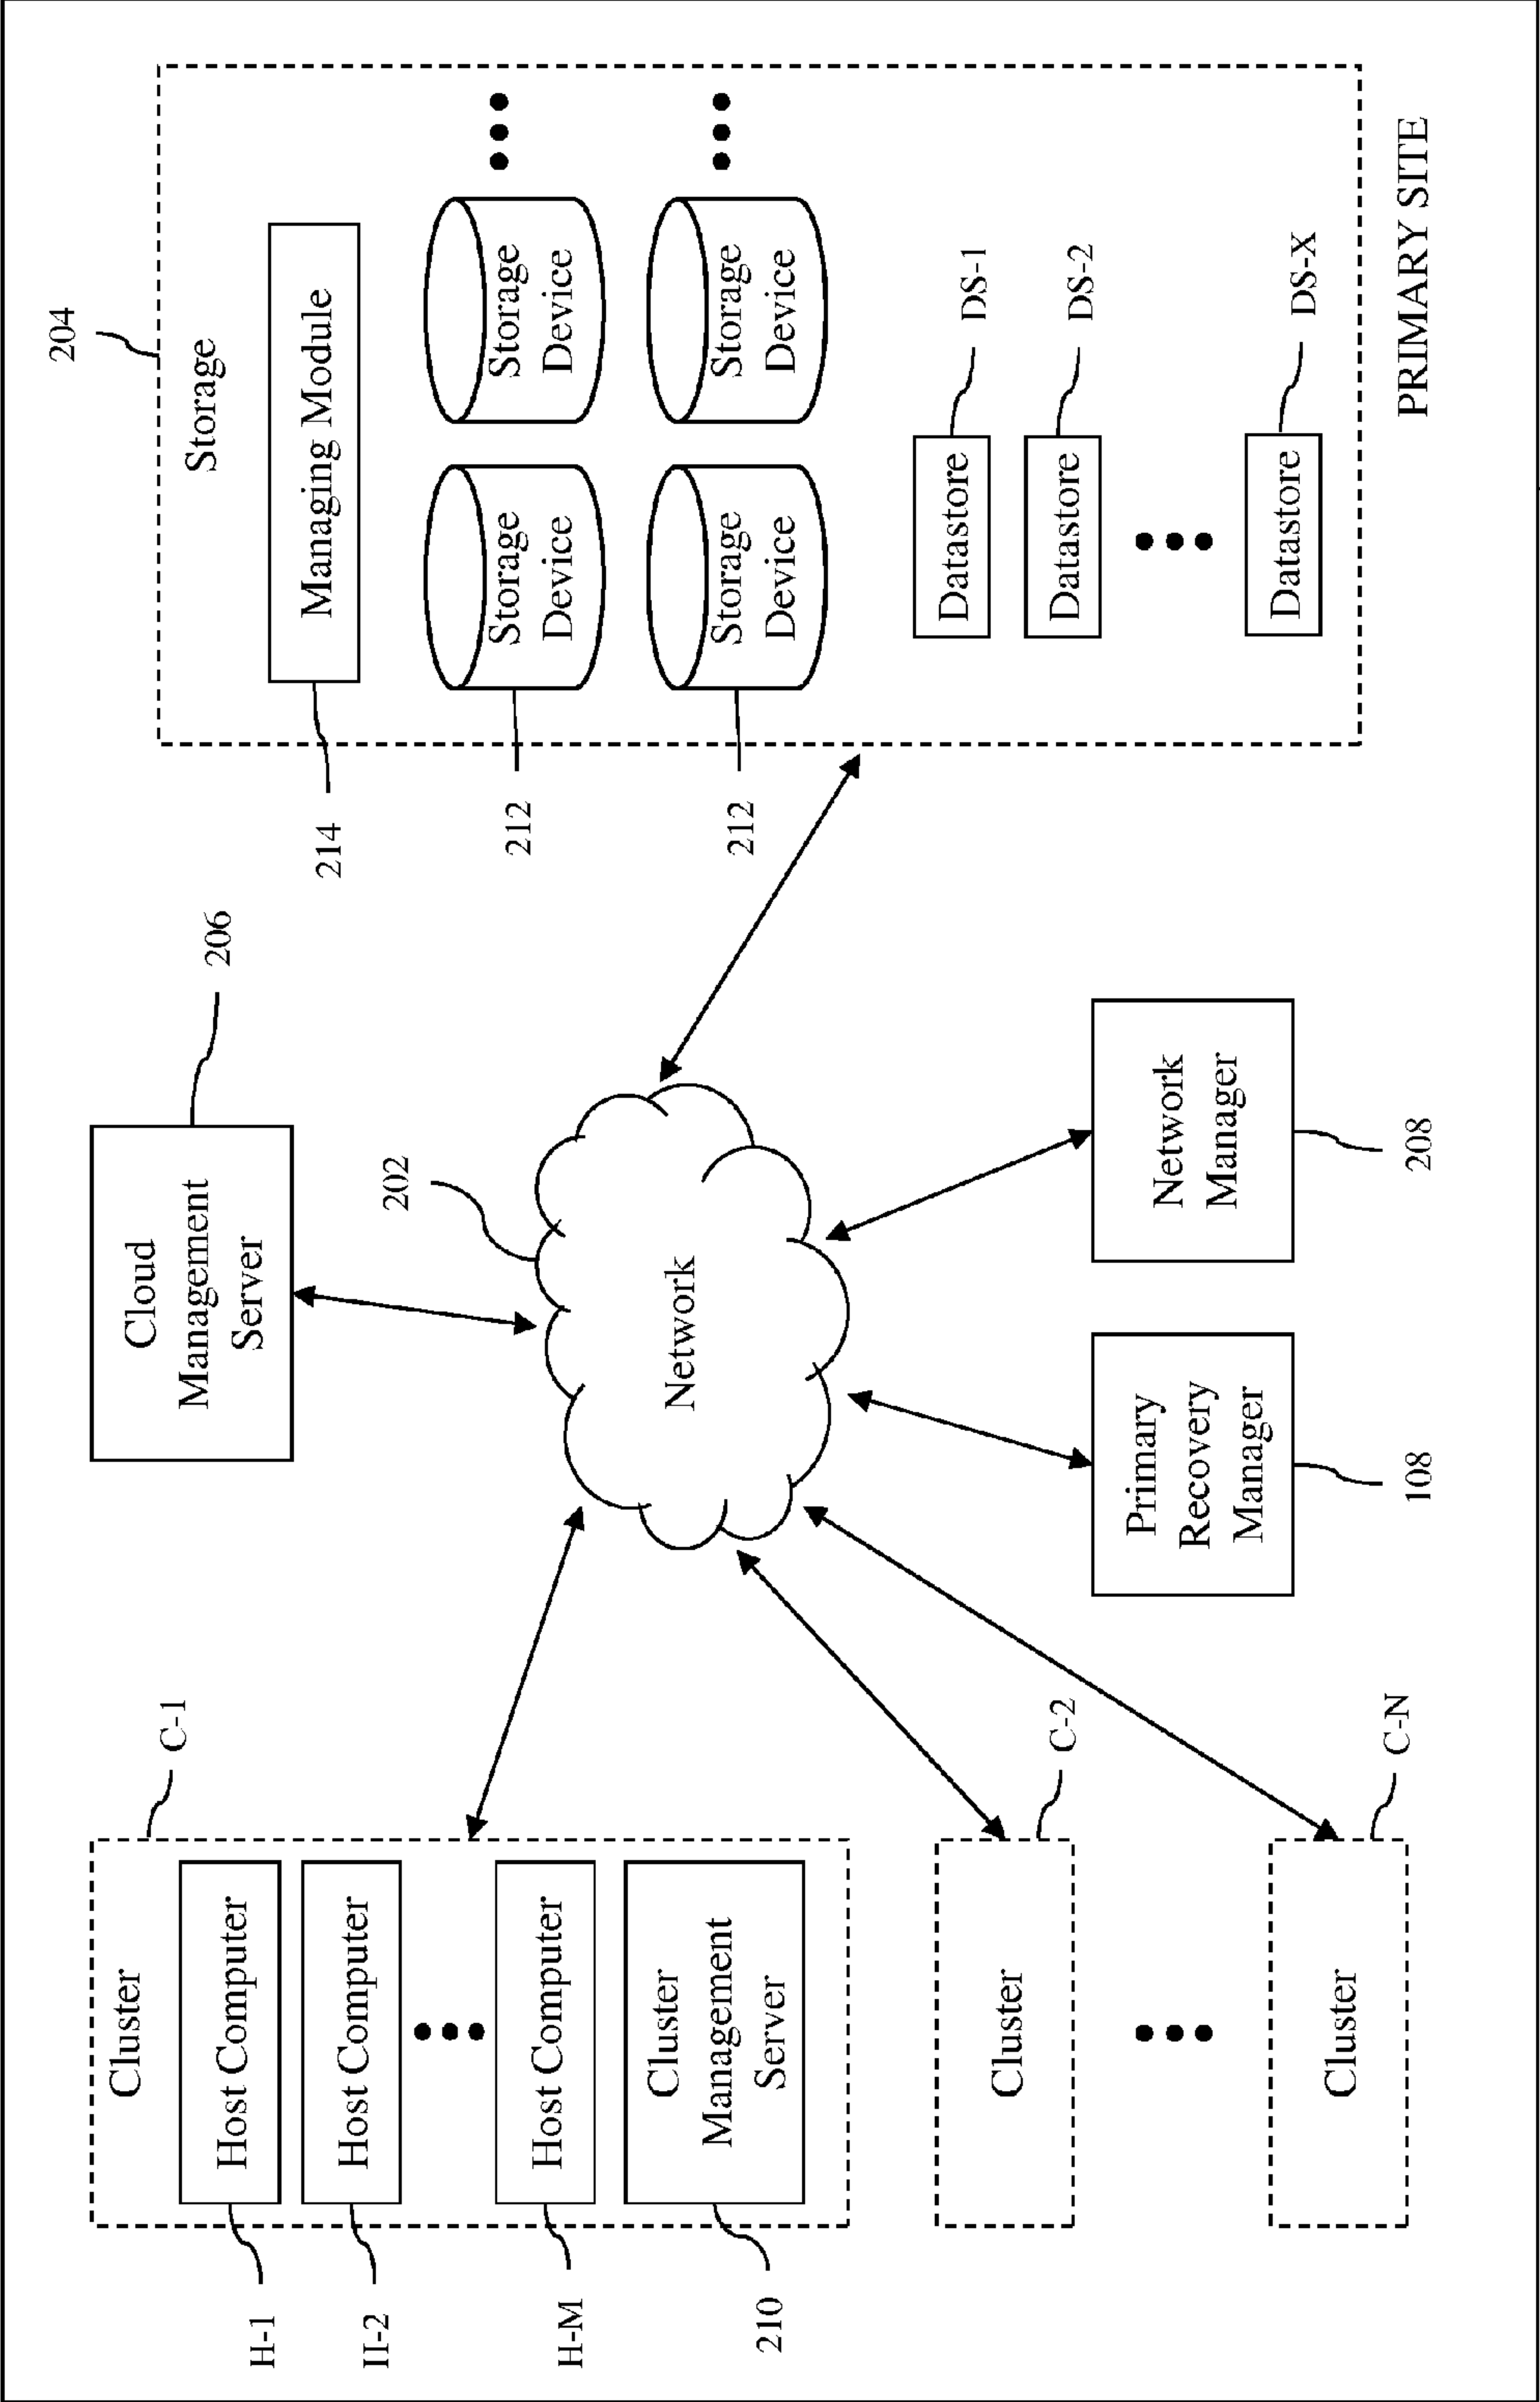 Cluster
C-1
Host Computer
H-1
Host Computer
H-2
Host Computer
H-M
Cluster
Management
Server
210
Cluster
C-2
Cluster
C-N
Cloud
Management
Server
206
202
Network
Primary
Recovery
Manager
108
Network
Manager
208
204
Storage
Managing Module
214
Storage
Device
Storage
Device
212
Storage
Device
Storage
Device
212
Datastore
DS-1
Datastore
DS-2
Datastore
DS-X
PRIMARY SITE